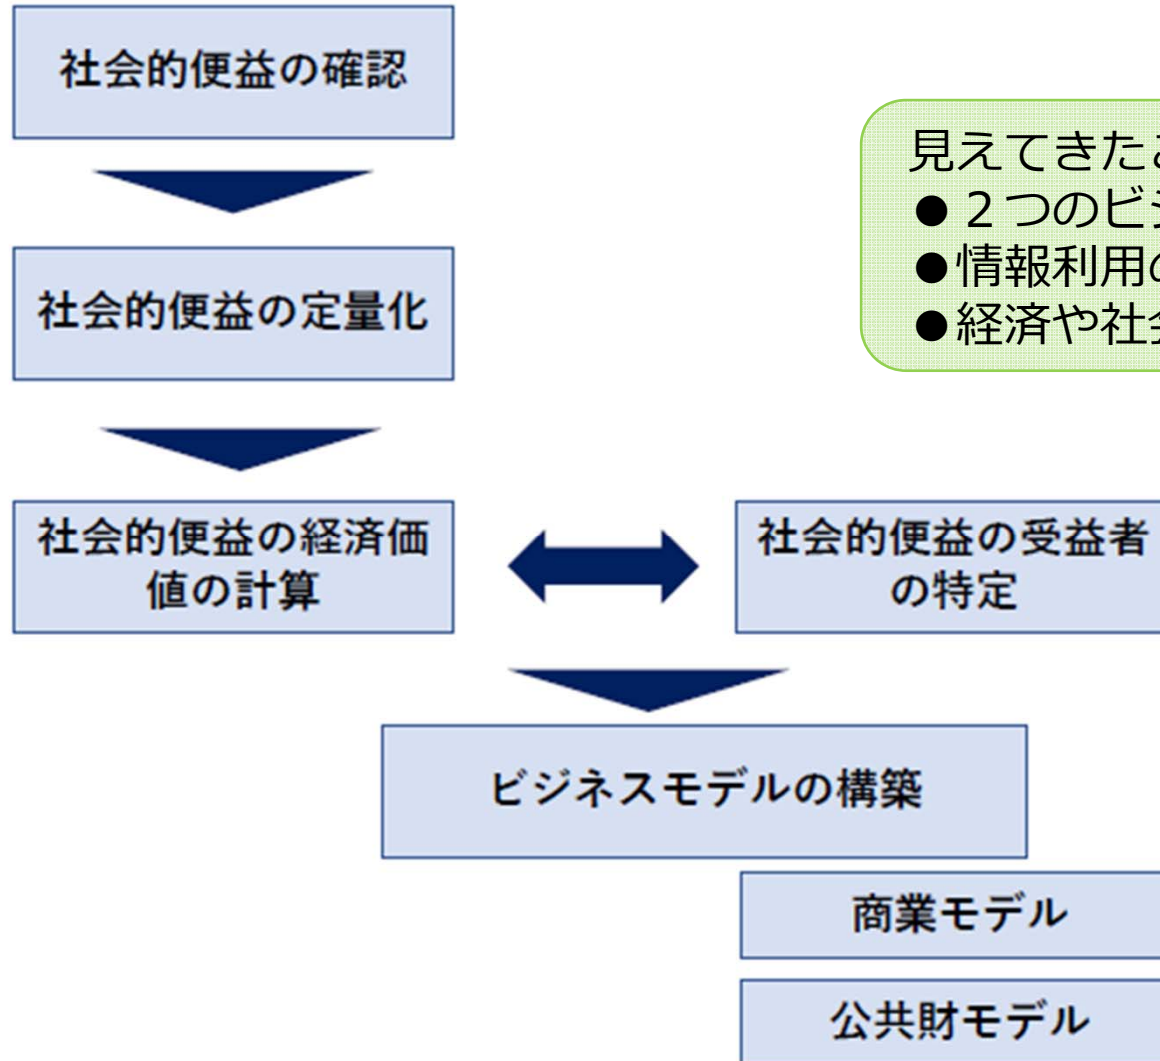 社会的便益の確認
見えてきた
●２つのビジ
●情報利用の
●経済や社会
社会的便益の定量化
社会的便益の経済価
値の計算
社会的便益の受益者
の特定
ビジネスモデルの構築
商業モデル
公共財モデル